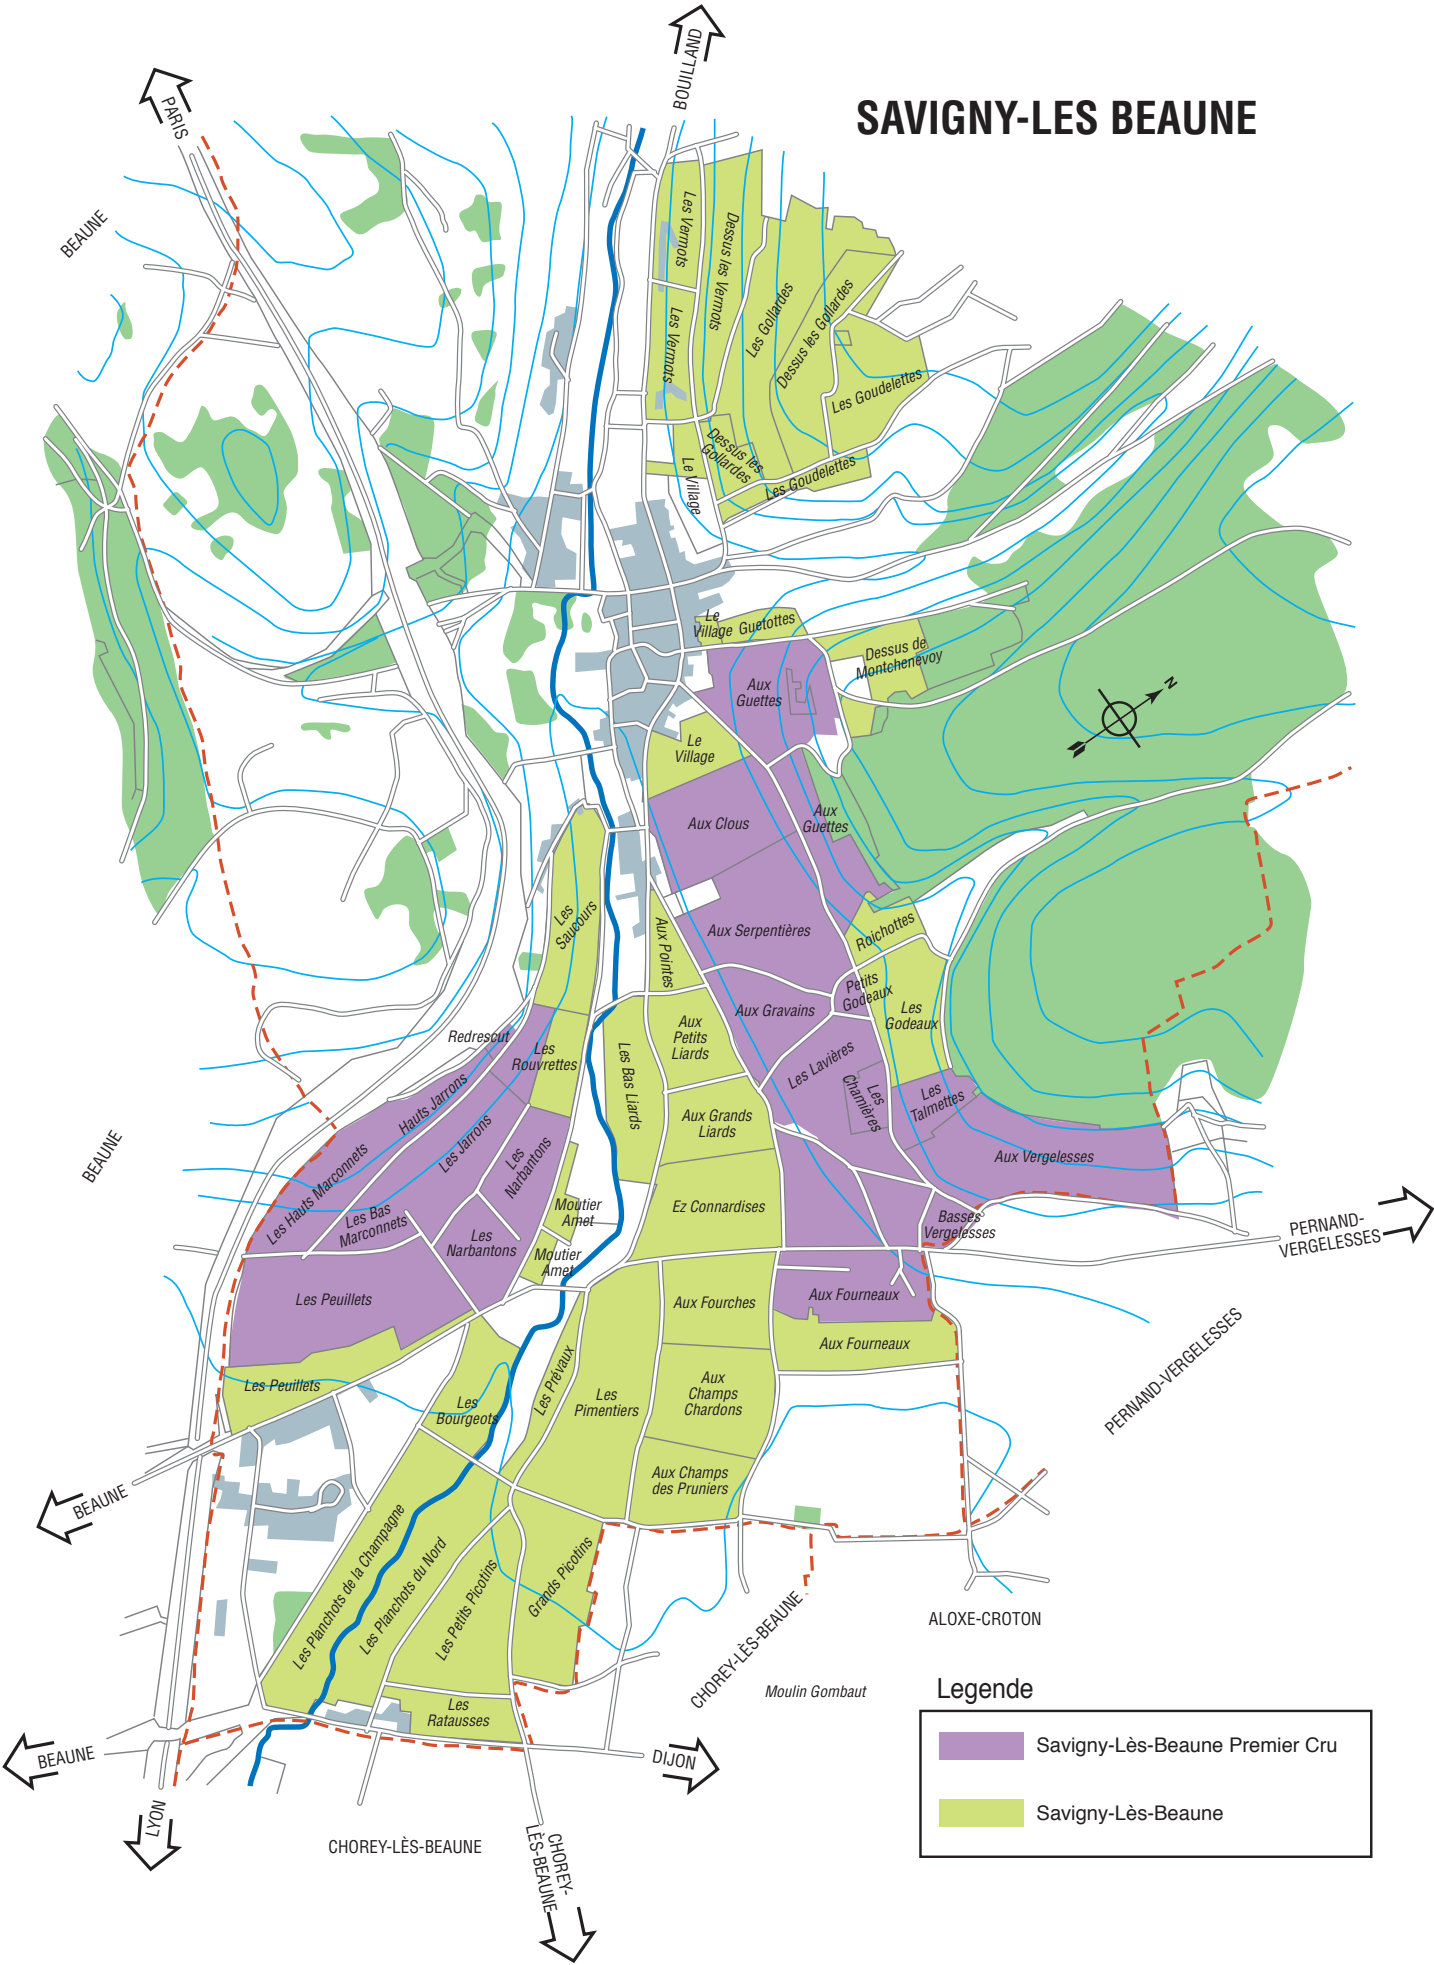 BOUILLAND
PARIS
SAVIGNY-LES BEAUNE
BEAUNE
Les Vermots
Dessus les Vermots
Les Gollardes
Dessus les Gollardes
Les Vermots
Les Goudelettes
Dessus les
Gollardes
Le Village
Les Goudelettes
Le
Village
Guetottes
Dessus de
Montchenevoy
Aux
Guettes
N
Le
Village
Aux Clous
Aux
Guettes
Les
Saucours
Aux Pointes
Aux Serpentières
Roichottes
Petits
Godeaux
Les
Godeaux
Aux Gravains
Redrescut
Les
Rouvrettes
Les Bas Liards
Aux
Petits
Liards
Les Lavières
Les
Chamières
Les
Talmettes
Hauts Jarrons
Les Jarrons
Aux Grands
Liards
Aux Vergelesses
BEAUNE
Les Hauts Marconnets
Les Bas
Marconnets
Les
Narbantons
Les
Narbantons
Moutier
Amet
Moutier
Amet
Ez Connardises
Basses
Vergelesses
PERNAND-
VERGELESSES
Les Peuillets
Aux Fourches
Aux Fourneaux
Aux Fourneaux
PERNAND-VERGELESSES
Les Peuillets
Les
Bourgeots
Les Prévaux
Les
Pimentiers
Aux
Champs
Chardons
Aux Champs
des Pruniers
BEAUNE
Les Planchots de la Champagne
Les Planchots du Nord
Les Petits Picotins
Grands Picotins
CHOREY-LÈS-BEAUNE
ALOXE-CROTON
Moulin Gombaut
Les
Ratausses
BEAUNE
LYON
DIJON
CHOREY-LÈS-BEAUNE
CHOREY-
LÈS-BEAUNE
Legende
Savigny-Lès-Beaune Premier Cru
Savigny-Lès-Beaune